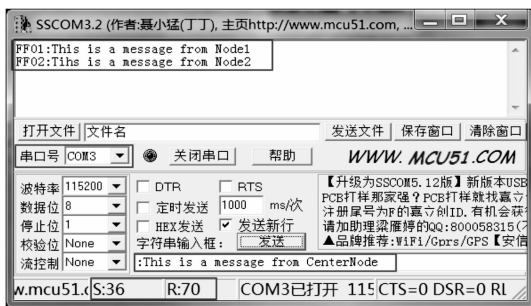 SSCOM3.2 (作者:聂小猛(丁丁), 主页http://www.mcu51.com, ...
FF01:This is a message from Node1
FF02:Tihs is a message from Node2
打开文件 文件名 发送文件 保存窗口 清除窗口
串口号 COM3 关闭串口 帮助 WWW. MCU51.COM
波特率 115200 DTR RTS
数据位 8 定时发送 1000 ms/次
停止位 1 HEX发送 发送新行
校验位 None 字符串输入框: 发送
流控制 None :This is a message from CenterNode
【升级为SSCOM5.12版】新版本USB
PCB打样那家强？PCB打样就找嘉立
注册尾号为F的嘉立创ID.有机会获
请加助理梁雁婷的QQ:800058315(
▲品牌推荐:WiFi/Gprs/GPS【安信
w.mcu51.c S:36 R:70 COM3已打开 115 CTS=0 DSR=0 RL